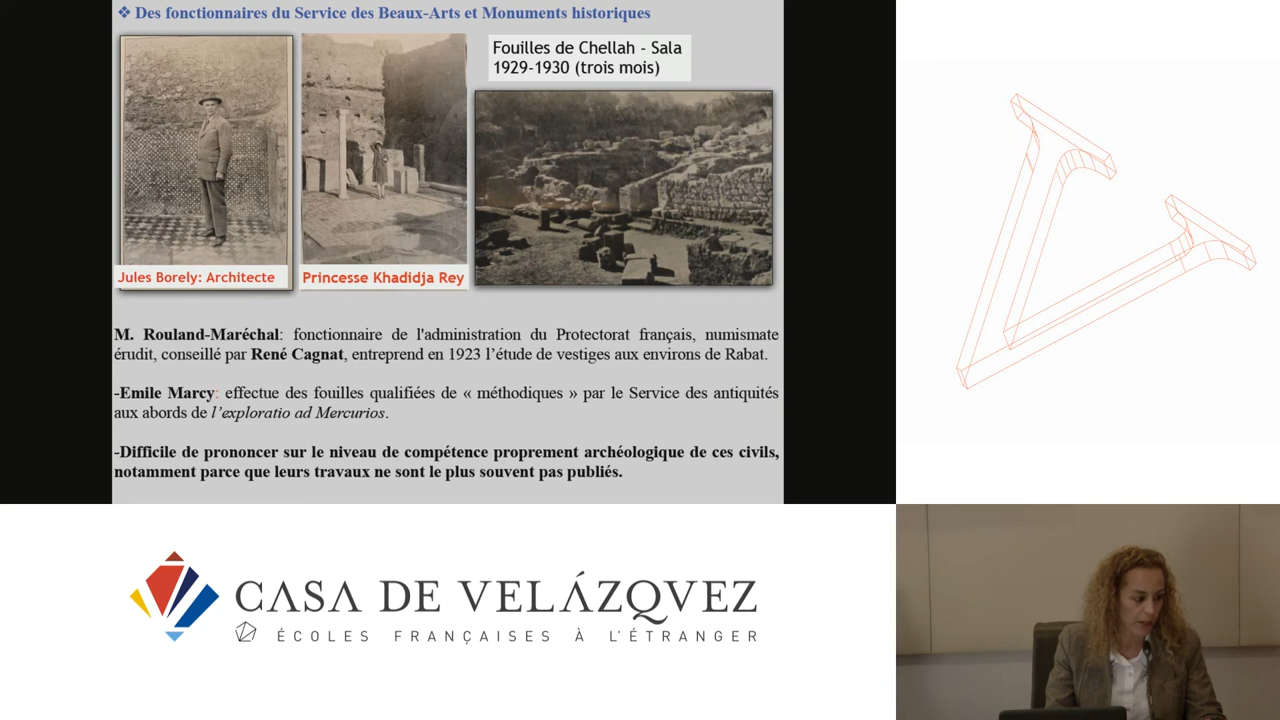 ❖ Des fonctionnaires du Service des Beaux-Arts et Monuments historiques
Fouilles de Chellah - Sala
1929-1930 (trois mois)
Jules Borely: Architecte
Princesse Khadidja Rey
M. Rouland-Maréchal: fonctionnaire de l'administration du Protectorat français, numismate
érudit, conseillé par René Cagnat, entreprend en 1923 l’étude de vestiges aux environs de Rabat.
-Emile Marcy: effectue des fouilles qualifiées de « méthodiques » par le Service des antiquités
aux abords de l’exploratio ad Mercurios.
-Difficile de prononcer sur le niveau de compétence proprement archéologique de ces civils,
notamment parce que leurs travaux ne sont le plus souvent pas publiés.
CASA DE VELÁZQVEZ
ÉCOLES FRANÇAISES À L'ÉTRANGER